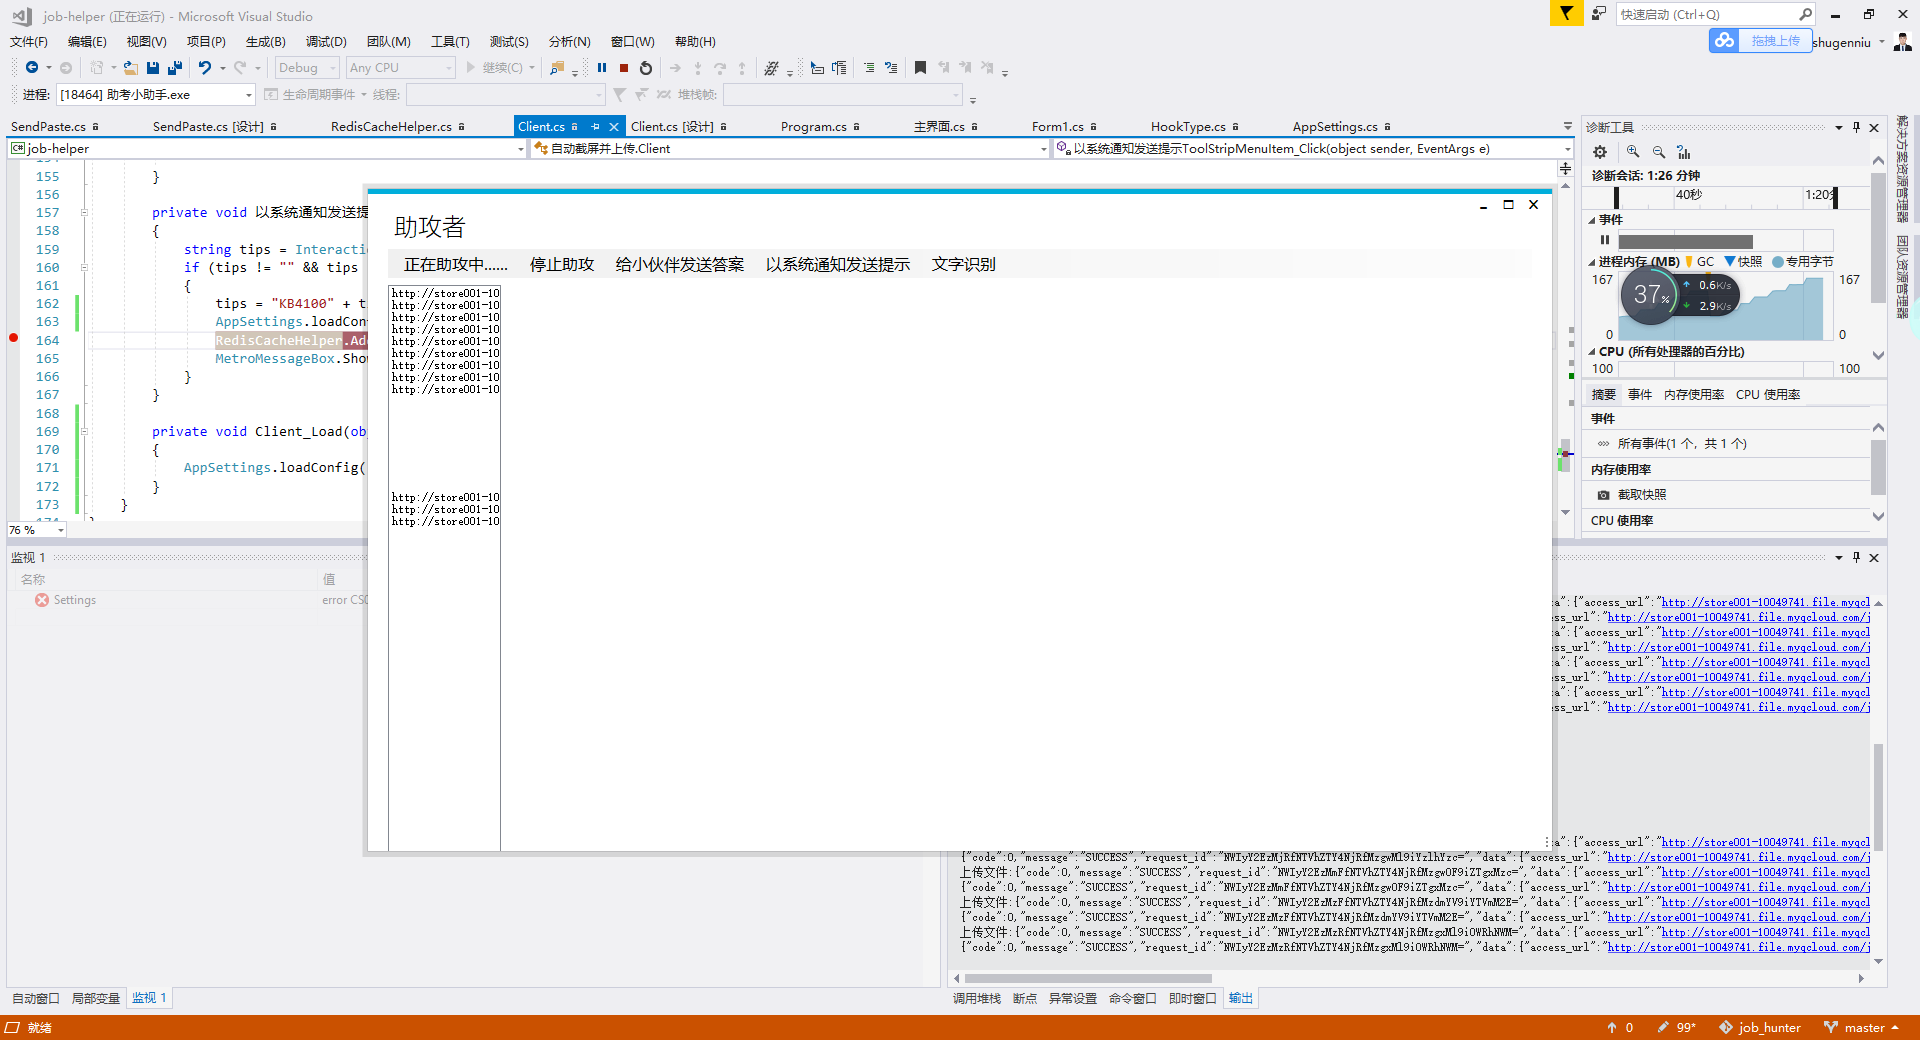 job-helper (正在运行) - Microsoft Visual Studio
快速启动 (Ctrl+Q)
文件(F) 编辑(E) 视图(V) 项目(P) 生成(B) 调试(D) 团队(M) 工具(T) 测试(S) 分析(N) 窗口(W) 帮助(H)
拖拽上传
shugenniu
Debug Any CPU 继续(C)
进程: [18464] 助考小助手.exe 生命周期事件 线程: 堆栈帧:
SendPaste.cs SendPaste.cs [设计] RedisCacheHelper.cs Client.cs Client.cs [设计] Program.cs 主界面.cs Form1.cs HookType.cs AppSettings.cs
job-helper 自动截屏并上传.Client 以系统通知发送提示ToolStripMenuItem_Click(object sender, EventArgs e)
155 }
156
157 private void 以系统通知发送提
158 {
159 string tips = Interacti
160 if (tips != "" && tips
161 {
162 tips = "KB4100" + t
163 AppSettings.loadCon
164 RedisCacheHelper.Ad
165 MetroMessageBox.Sho
166 }
167 }
168
169 private void Client_Load(ob
170 {
171 AppSettings.loadConfig(
172 }
173 }
76 %
助攻者
正在助攻中...... 停止助攻 给小伙伴发送答案 以系统通知发送提示 文字识别
http://store001-10
http://store001-10
http://store001-10
http://store001-10
http://store001-10
http://store001-10
http://store001-10
http://store001-10
http://store001-10
http://store001-10
http://store001-10
http://store001-10
诊断工具
诊断会话: 1:26 分钟
40秒 1:20
事件
进程内存 (MB) GC 快照 专用字节
167 167
37%
0.6K/s
2.9K/s
0 0
CPU (所有处理器的百分比)
100 100
摘要 事件 内存使用率 CPU 使用率
事件
所有事件(1 个，共 1 个)
内存使用率
截取快照
CPU 使用率
解决方案资源管理器
团队资源管理器
监视 1
名称 值
Settings error CS0
a":{"access_url":"http://store001-10049741.file.myqcl
ss_url":"http://store001-10049741.file.myqcloud.com/j
a":{"access_url":"http://store001-10049741.file.myqcl
ss_url":"http://store001-10049741.file.myqcloud.com/j
a":{"access_url":"http://store001-10049741.file.myqcl
ss_url":"http://store001-10049741.file.myqcloud.com/j
a":{"access_url":"http://store001-10049741.file.myqcl
ss_url":"http://store001-10049741.file.myqcloud.com/j
a":{"access_url":"http://store001-10049741.file.myqcl
{"code":0,"message":"SUCCESS","request_id":"NWIyY2EzMjRfNTVhZTY4NjRfMzgwMl9iYzlhYzc=","data":{"access_url":"http://store001-10049741.file.myqcloud.com/j
上传文件:{"code":0,"message":"SUCCESS","request_id":"NWIyY2EzMmFfNTVhZTY4NjRfMzgwOF9iZTgxMzc=","data":{"access_url":"http://store001-10049741.file.myqcl
{"code":0,"message":"SUCCESS","request_id":"NWIyY2EzMmFfNTVhZTY4NjRfMzgwOF9iZTgxMzc=","data":{"access_url":"http://store001-10049741.file.myqcloud.com/j
上传文件:{"code":0,"message":"SUCCESS","request_id":"NWIyY2EzMzFfNTVhZTY4NjRfMzdmYV9iYTVmM2E=","data":{"access_url":"http://store001-10049741.file.myqcl
{"code":0,"message":"SUCCESS","request_id":"NWIyY2EzMzFfNTVhZTY4NjRfMzdmYV9iYTVmM2E=","data":{"access_url":"http://store001-10049741.file.myqcloud.com/j
上传文件:{"code":0,"message":"SUCCESS","request_id":"NWIyY2EzMzRfNTVhZTY4NjRfMzgxMl9iOWRhNWM=","data":{"access_url":"http://store001-10049741.file.myqcl
{"code":0,"message":"SUCCESS","request_id":"NWIyY2EzMzRfNTVhZTY4NjRfMzgxMl9iOWRhNWM=","data":{"access_url":"http://store001-10049741.file.myqcloud.com/j
自动窗口 局部变量 监视 1
调用堆栈 断点 异常设置 命令窗口 即时窗口 输出
就绪
0 99* job_hunter master